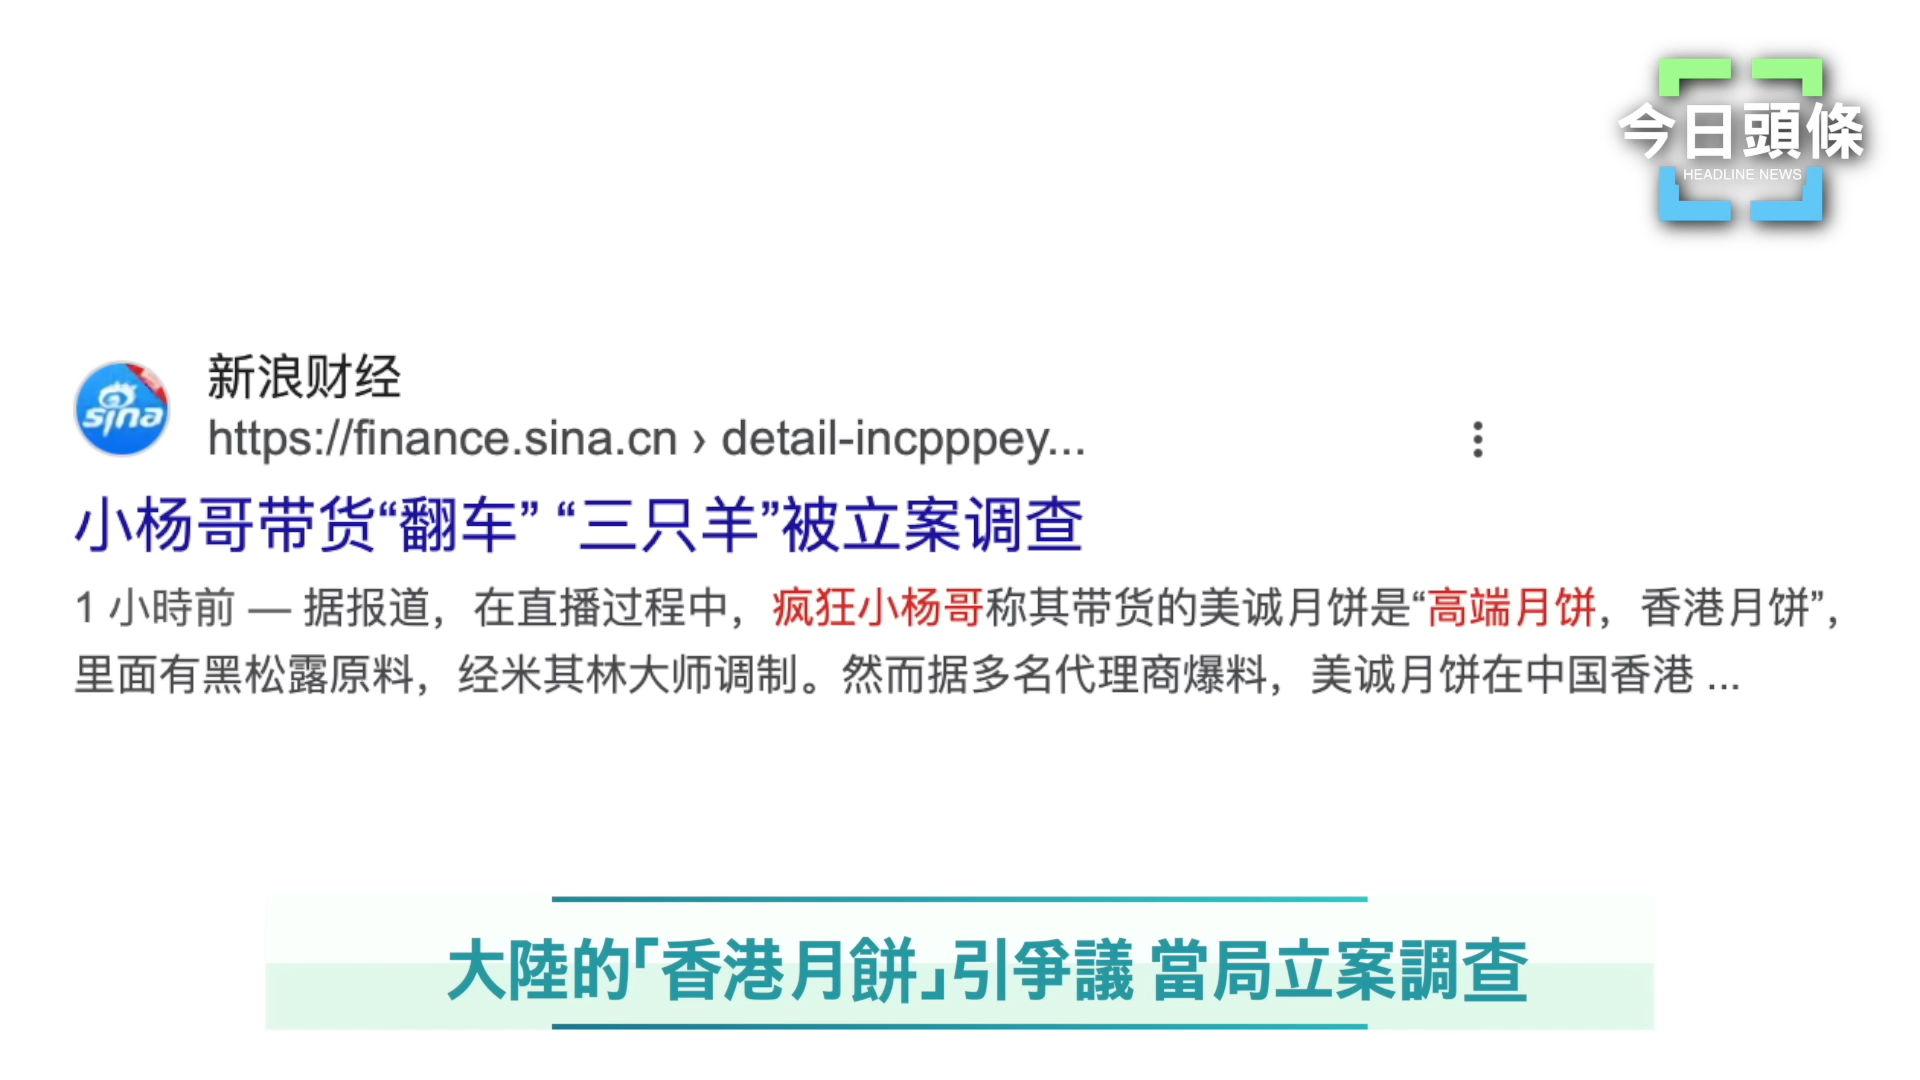 今日頭條
HEADLINE NEWS
新浪财经
sina
https://finance.sina.cn › detail-incpppey...
小杨哥带货“翻车” “三只羊”被立案调查
1 小時前 — 据报道，在直播过程中，疯狂小杨哥称其带货的美诚月饼是“高端月饼，香港月饼”，
里面有黑松露原料，经米其林大师调制。然而据多名代理商爆料，美诚月饼在中国香港 ...
大陸的「香港月餅」引爭議 當局立案調查